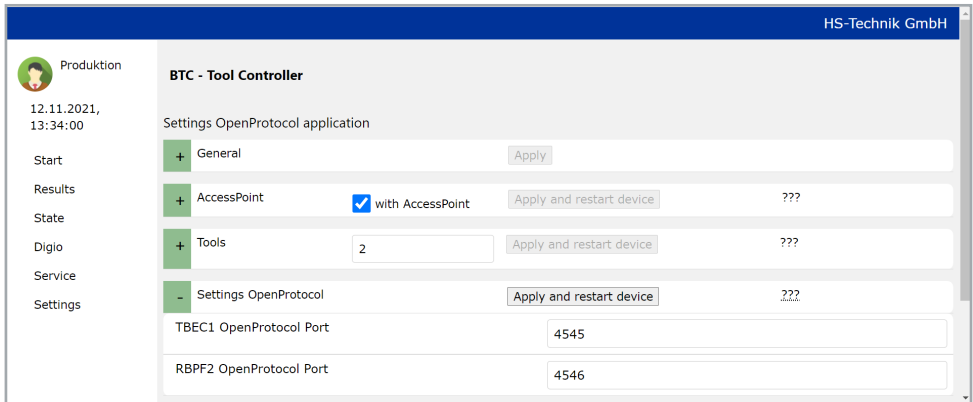 HS-Technik GmbH
Produktion
12.11.2021,
13:34:00
Start
Results
State
Digio
Service
Settings
BTC - Tool Controller
Settings OpenProtocol application
+ General Apply
+ AccessPoint with AccessPoint Apply and restart device ???
+ Tools 2 Apply and restart device ???
- Settings OpenProtocol Apply and restart device ???
TBEC1 OpenProtocol Port 4545
RBPF2 OpenProtocol Port 4546